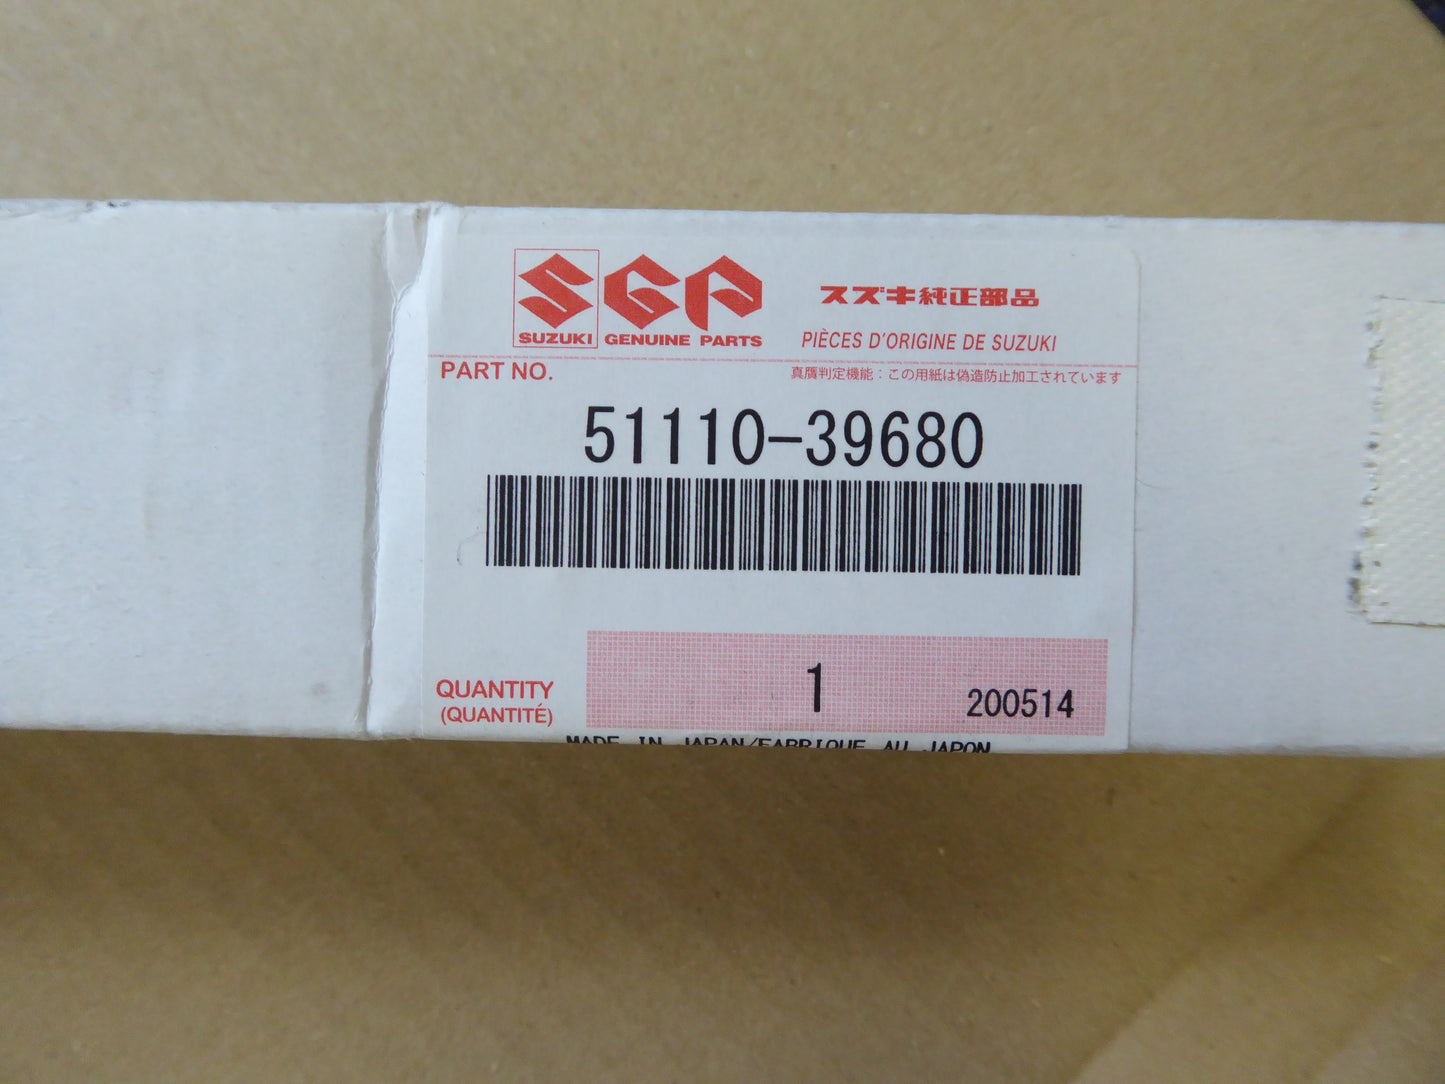 SUZUKI GENUINE PARTS
スズキ純正部品
PIÈCES D'ORIGINE DE SUZUKI
PART NO.
真贋判定機能：この用紙は偽造防止加工されています
51110-39680
QUANTITY
(QUANTITÉ)
1
200514
MADE IN JAPAN/FABRIQUE AU JAPON